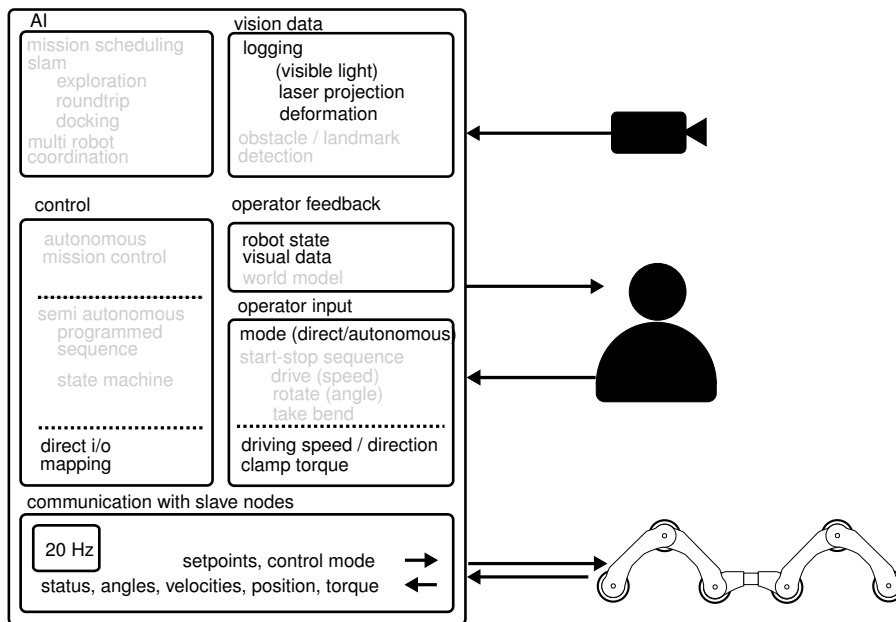 AI
mission scheduling
slam
exploration
roundtrip
docking
multi robot
coordination
vision data
logging
(visible light)
laser projection
deformation
obstacle / landmark
detection
control
autonomous
mission control
semi autonomous
programmed
sequence
state machine
direct i/o
mapping
operator feedback
robot state
visual data
world model
operator input
mode (direct/autonomous)
start-stop sequence
drive (speed)
rotate (angle)
take bend
driving speed / direction
clamp torque
communication with slave nodes
20 Hz
setpoints, control mode
status, angles, velocities, position, torque